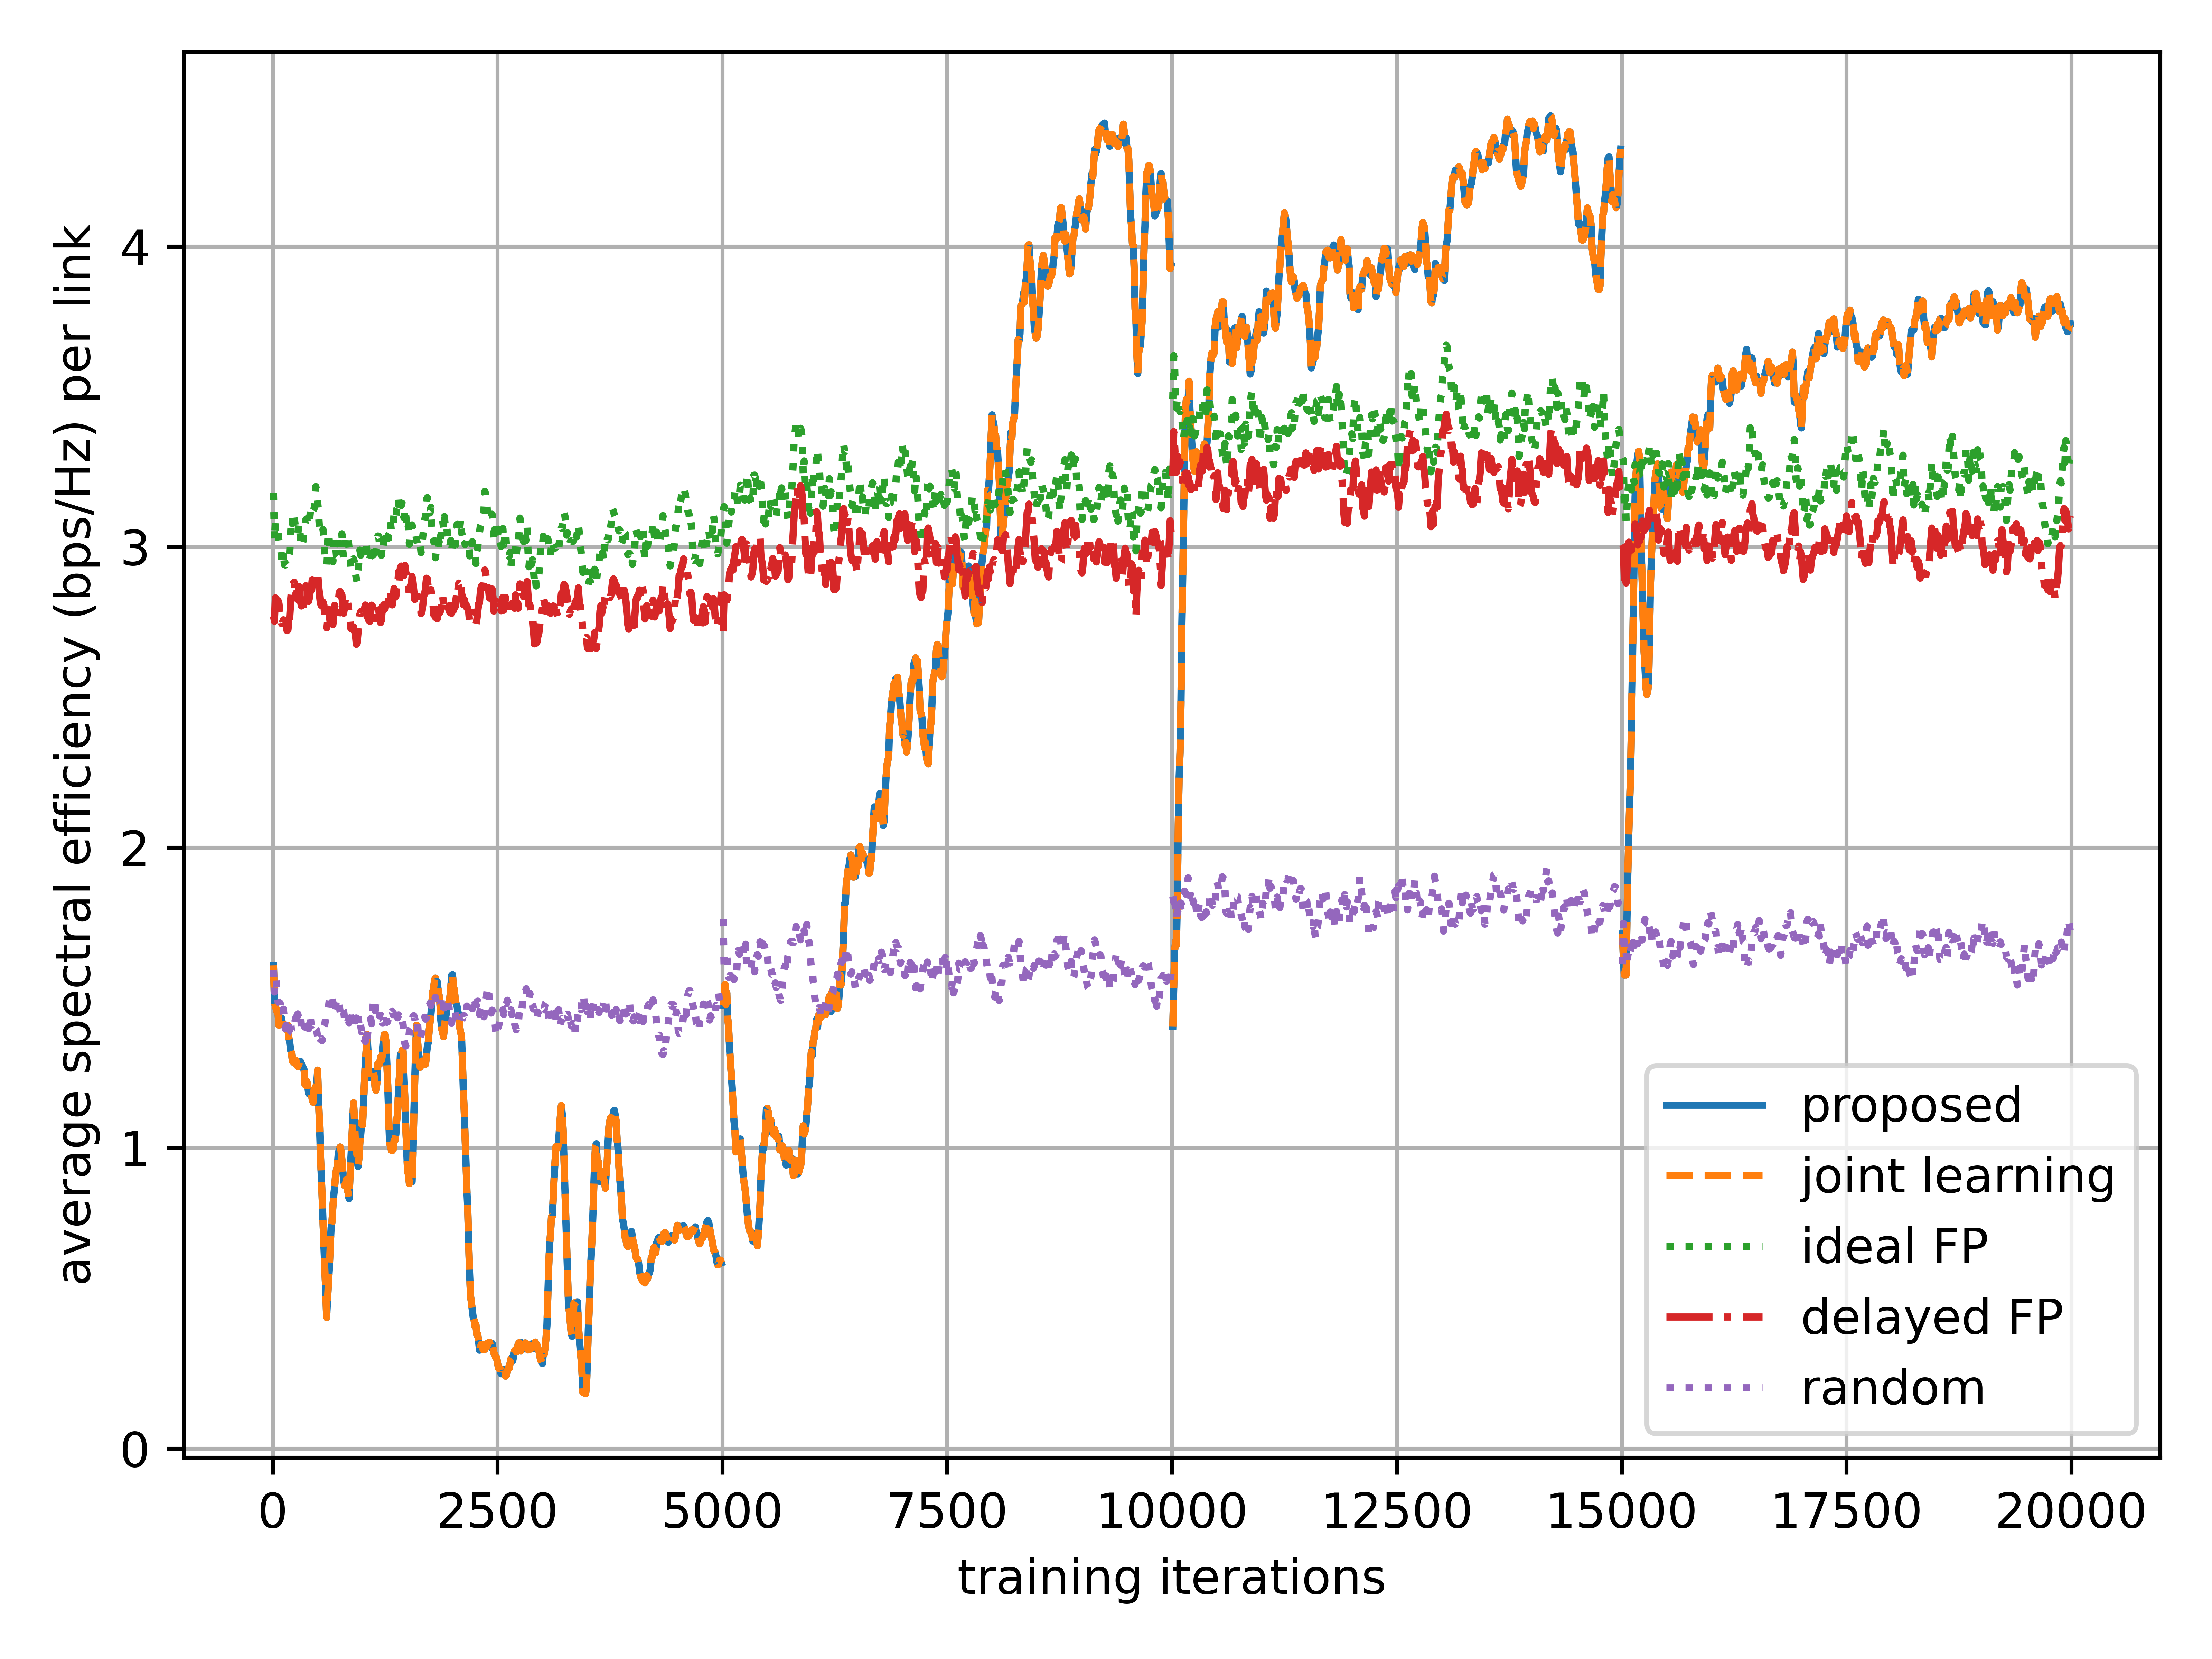 average spectral efficiency (bps/Hz) per link
4
3
2
1
0
0 2500 5000 7500 10000 12500 15000 17500 20000
training iterations
proposed
joint learning
ideal FP
delayed FP
random